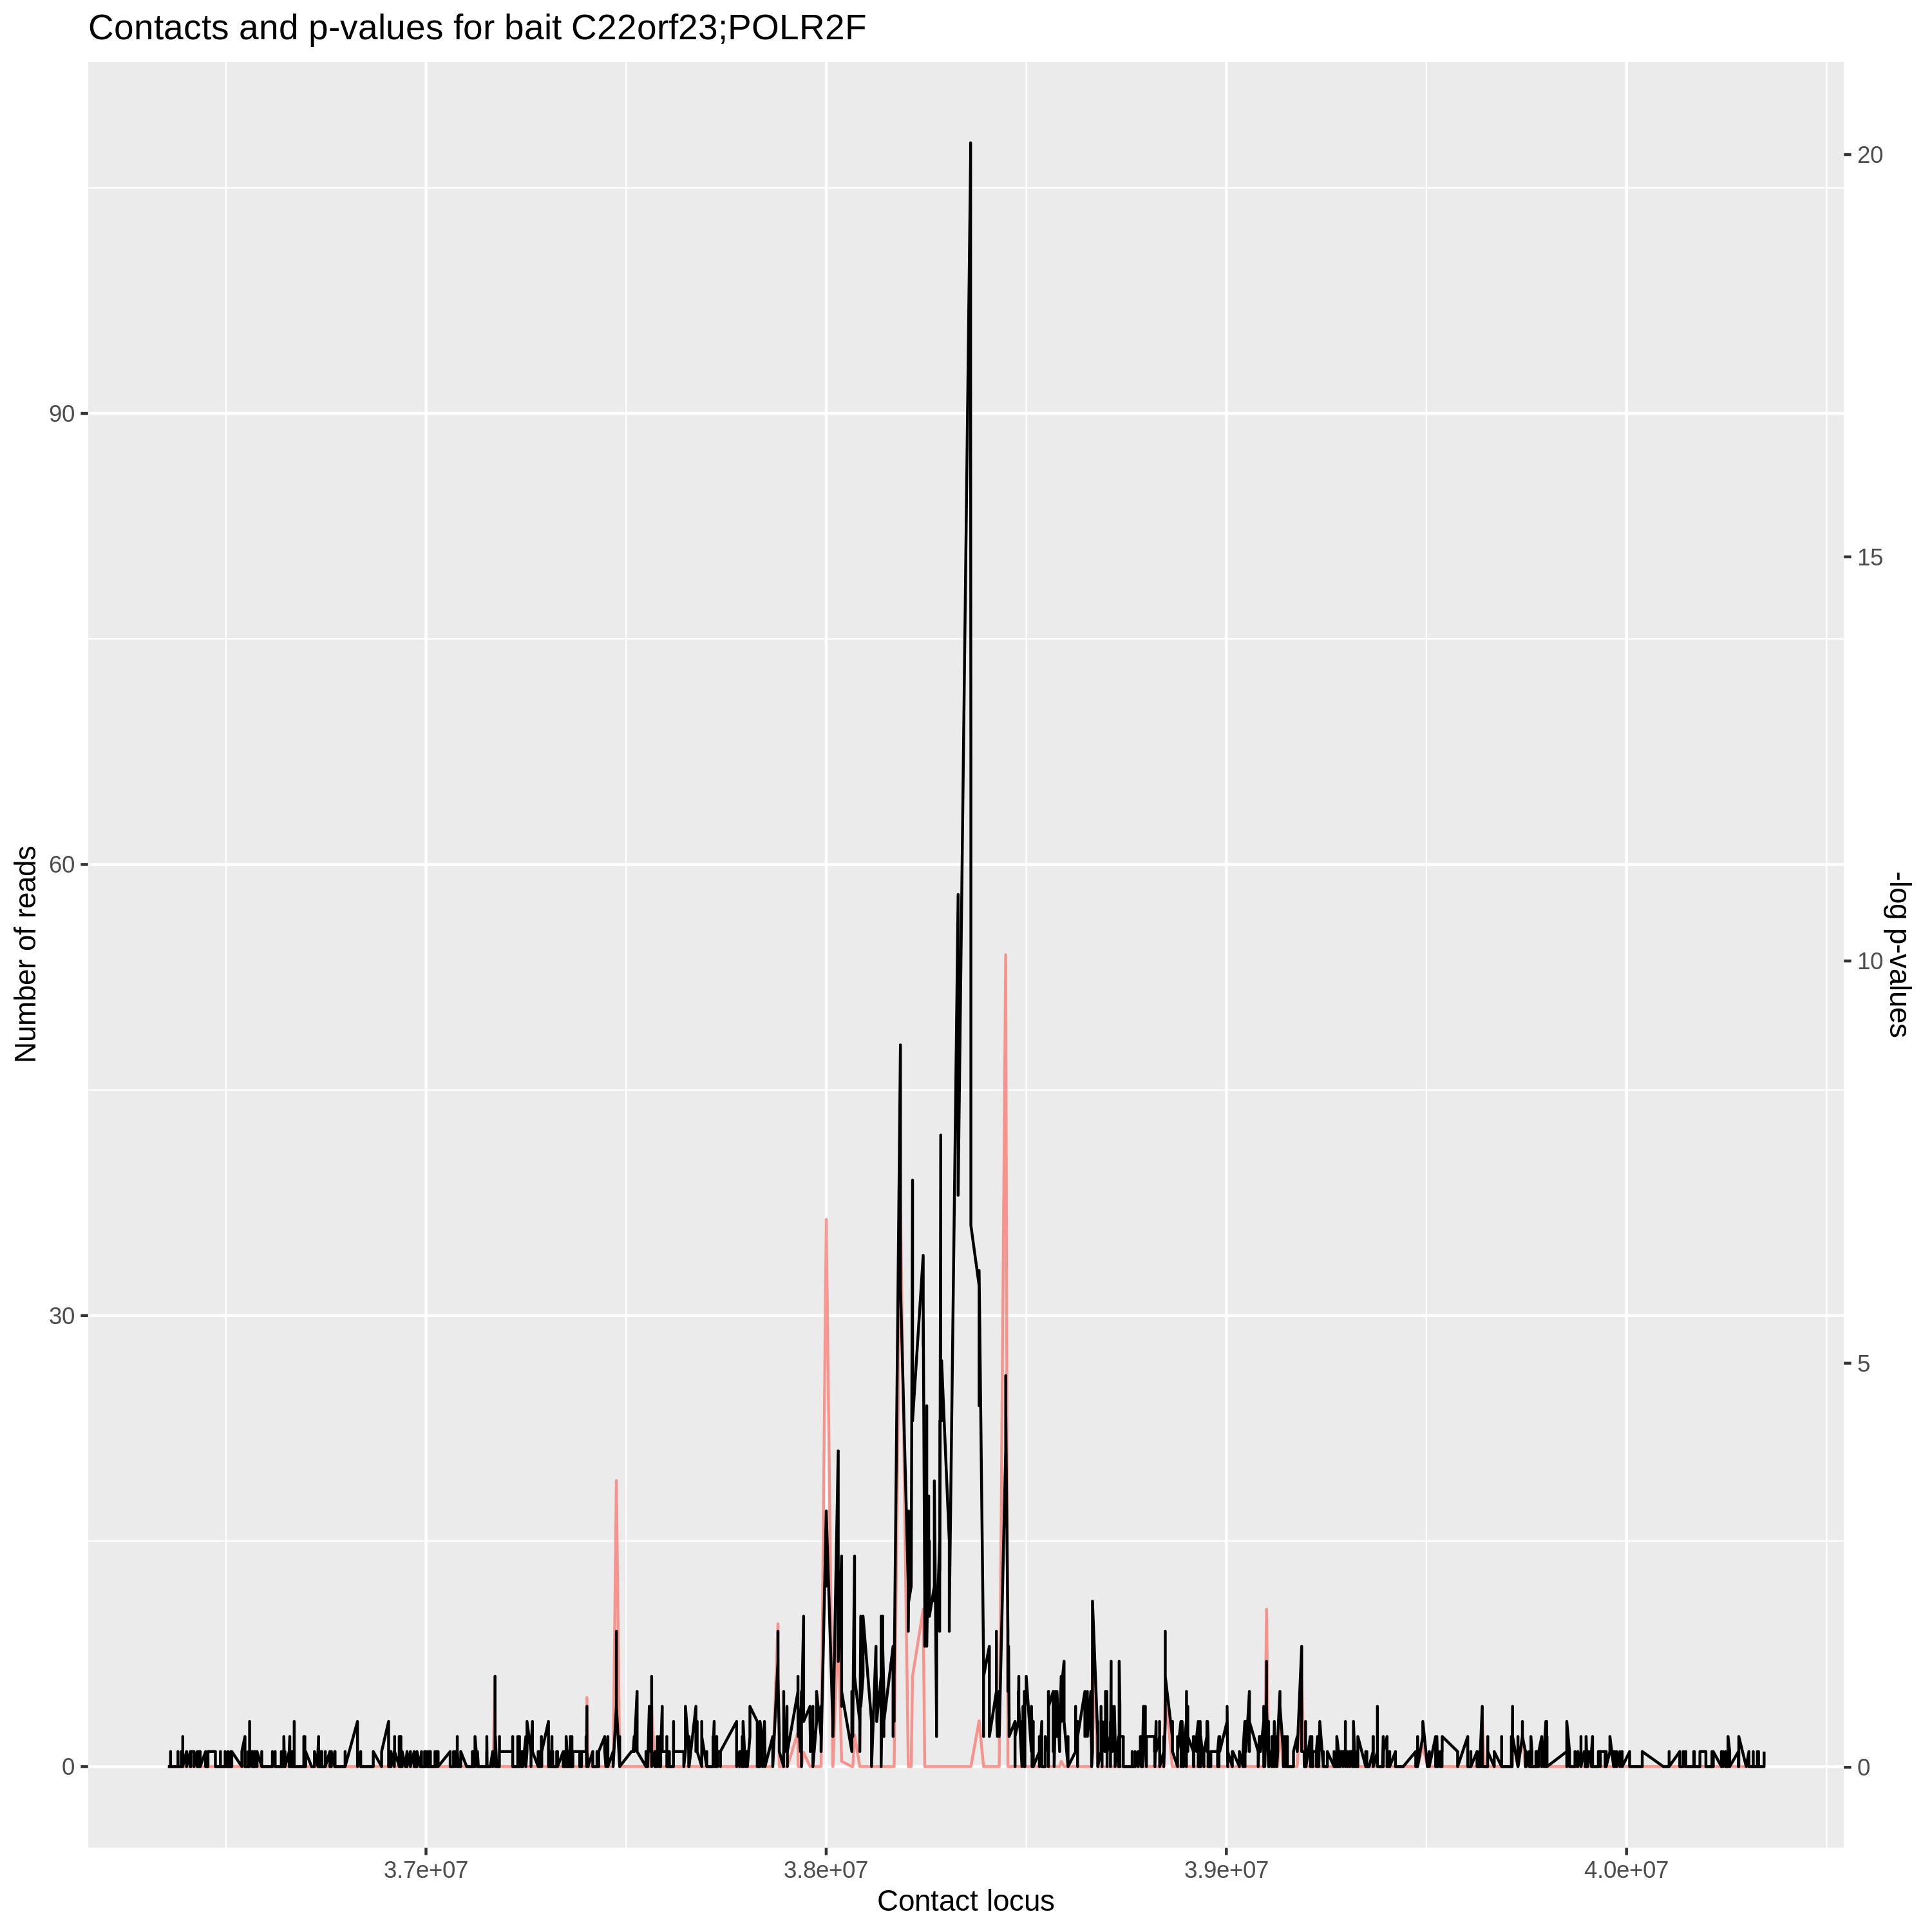 Contacts and p-values for bait C22orf23;POLR2F
Number of reads
90
60
30
0
20
15
10
5
0
-log p-values
3.7e+07
3.8e+07
3.9e+07
4.0e+07
Contact locus